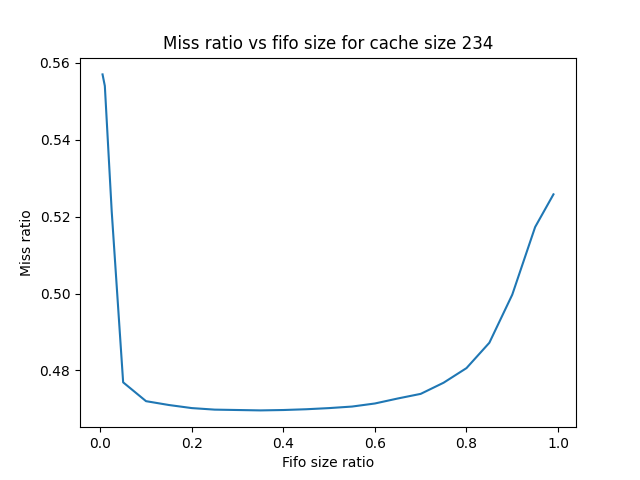 Miss ratio vs fifo size for cache size 234
0.56
0.54
0.52
0.50
0.48
Miss ratio
0.0 0.2 0.4 0.6 0.8 1.0
Fifo size ratio